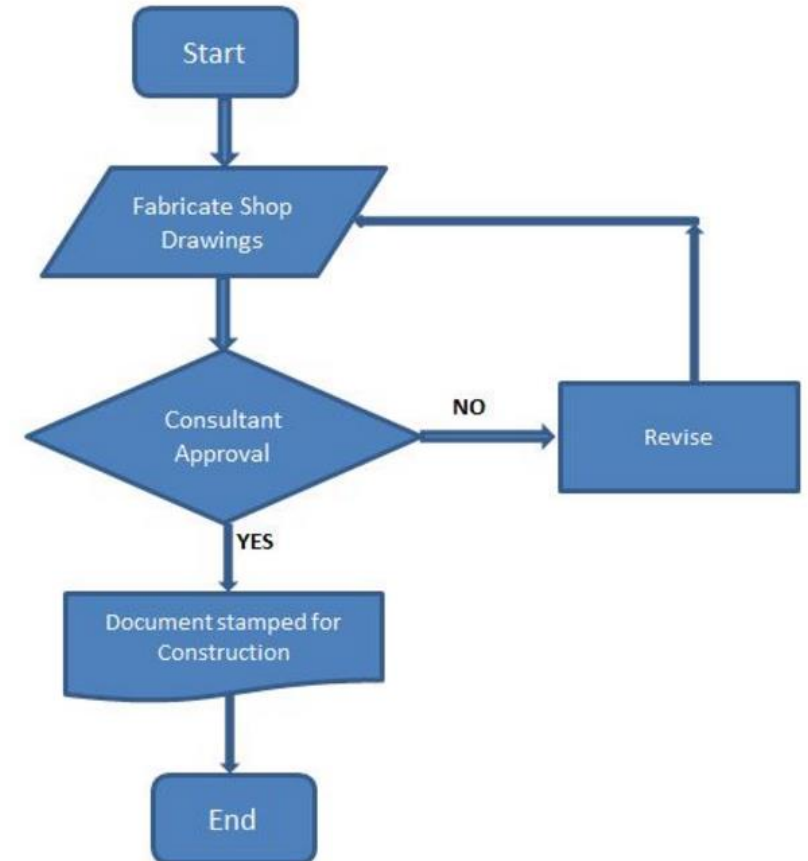 Start
Fabricate Shop
Drawings
Consultant
Approval
NO
Revise
YES
Document stamped for
Construction
End